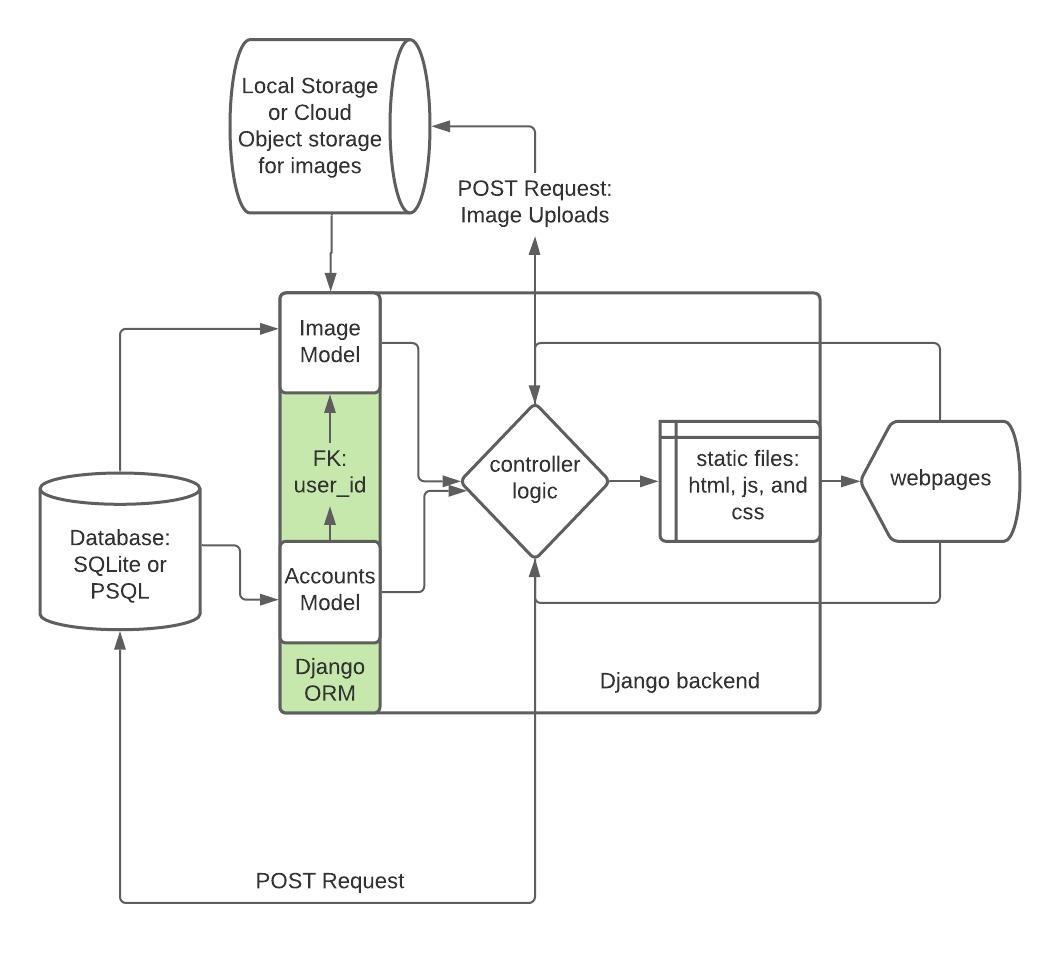 Local Storage
or Cloud
Object storage
for images
POST Request:
Image Uploads
Image
Model
FK:
user_id
controller
logic
static files:
html, js, and
css
webpages
Database:
SQLite or
PSQL
Accounts
Model
Django
ORM
Django backend
POST Request